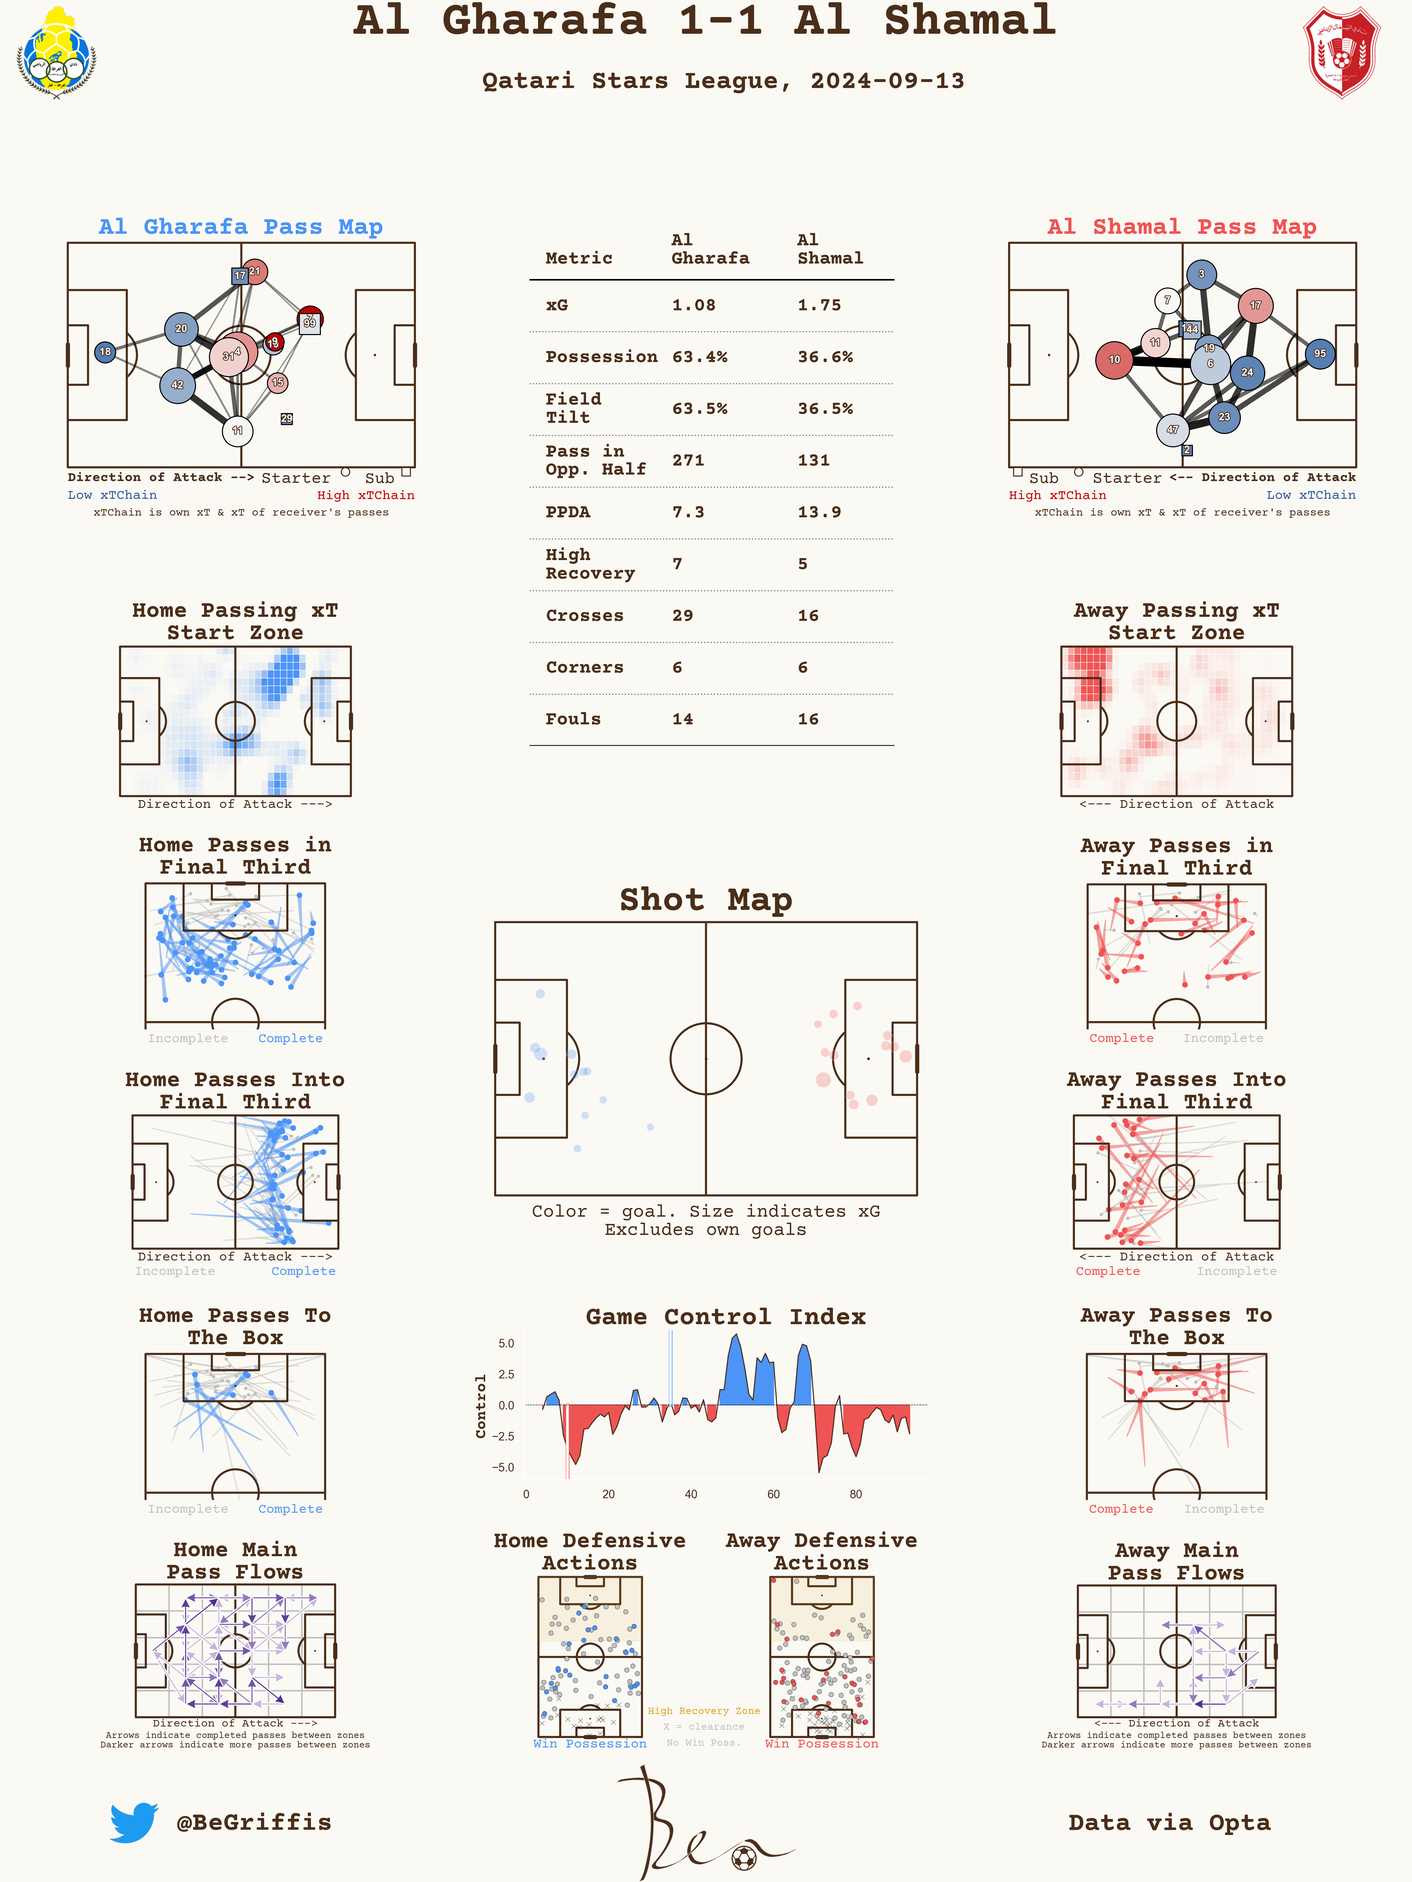 Al Gharafa 1-1 Al Shamal
Qatari Stars League, 2024-09-13
Al Gharafa Pass Map
17
21
7
99
20
18
9
31
4
42
15
29
11
Direction of Attack --> Starter Sub
Low xTChain High xTChain
xTChain is own xT & xT of receiver's passes
Metric Al Gharafa Al Shamal
xG 1.08 1.75
Possession 63.4% 36.6%
Field Tilt 63.5% 36.5%
Pass in Opp. Half 271 131
PPDA 7.3 13.9
High Recovery 7 5
Crosses 29 16
Corners 6 6
Fouls 14 16
Al Shamal Pass Map
3
7
17
11
19
95
10
6
24
23
47
2
Sub Starter <-- Direction of Attack
High xTChain Low xTChain
xTChain is own xT & xT of receiver's passes
Home Passing xT
Start Zone
Direction of Attack --->
Home Passes in
Final Third
Incomplete Complete
Home Passes Into
Final Third
Direction of Attack --->
Incomplete Complete
Home Passes To
The Box
Incomplete Complete
Home Main
Pass Flows
Direction of Attack --->
Arrows indicate completed passes between zones
Darker arrows indicate more passes between zones
Shot Map
Color = goal. Size indicates xG
Excludes own goals
Game Control Index
Control
5.0
2.5
0.0
−2.5
−5.0
0 20 40 60 80
Home Defensive
Actions
Win Possession
Away Defensive
Actions
Win Possession
High Recovery Zone
X = clearance
No Win Poss.
Away Passing xT
Start Zone
<--- Direction of Attack
Away Passes in
Final Third
Complete Incomplete
Away Passes Into
Final Third
<--- Direction of Attack
Complete Incomplete
Away Passes To
The Box
Complete Incomplete
Away Main
Pass Flows
<--- Direction of Attack
Arrows indicate completed passes between zones
Darker arrows indicate more passes between zones
@BeGriffis
Ben
Data via Opta